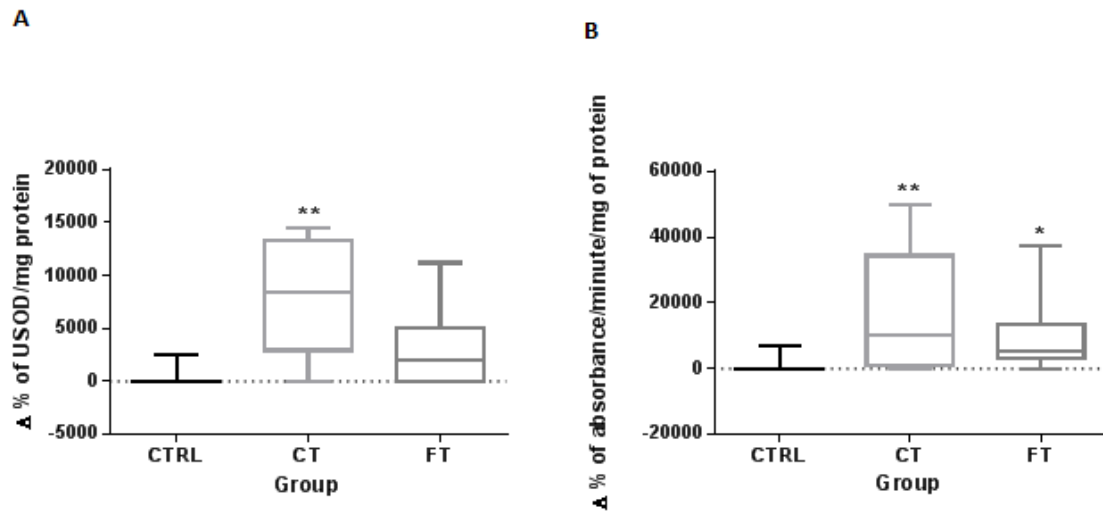 A
Δ % of USOD/mg protein
20000
15000
10000
5000
0
-5000
**
CTRL
CT
FT
Group
B
Δ % of absorbance/minute/mg of protein
60000
40000
20000
0
-20000
**
*
CTRL
CT
FT
Group